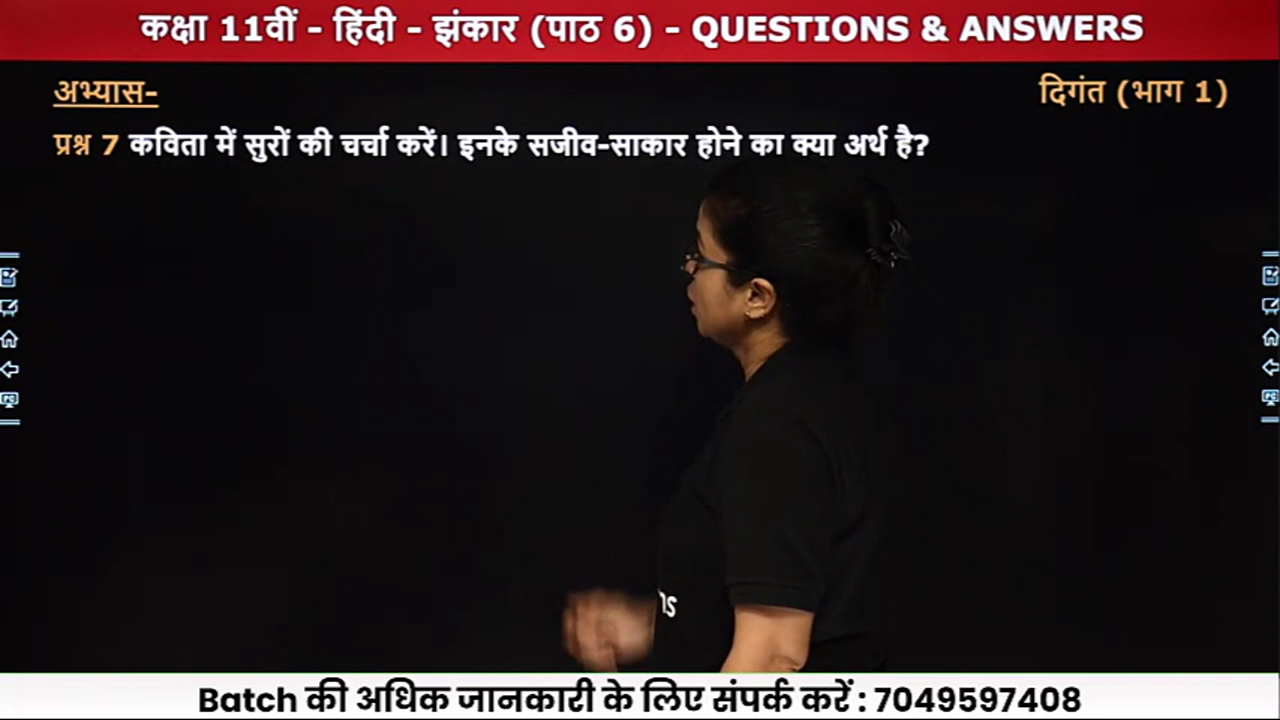 कक्षा 11वीं - हिंदी - झंकार (पाठ 6) - QUESTIONS & ANSWERS
अभ्यास-
दिगंत (भाग 1)
प्रश्न 7 कविता में सुरों की चर्चा करें। इनके सजीव-साकार होने का क्या अर्थ है?
Batch की अधिक जानकारी के लिए संपर्क करें : 7049597408